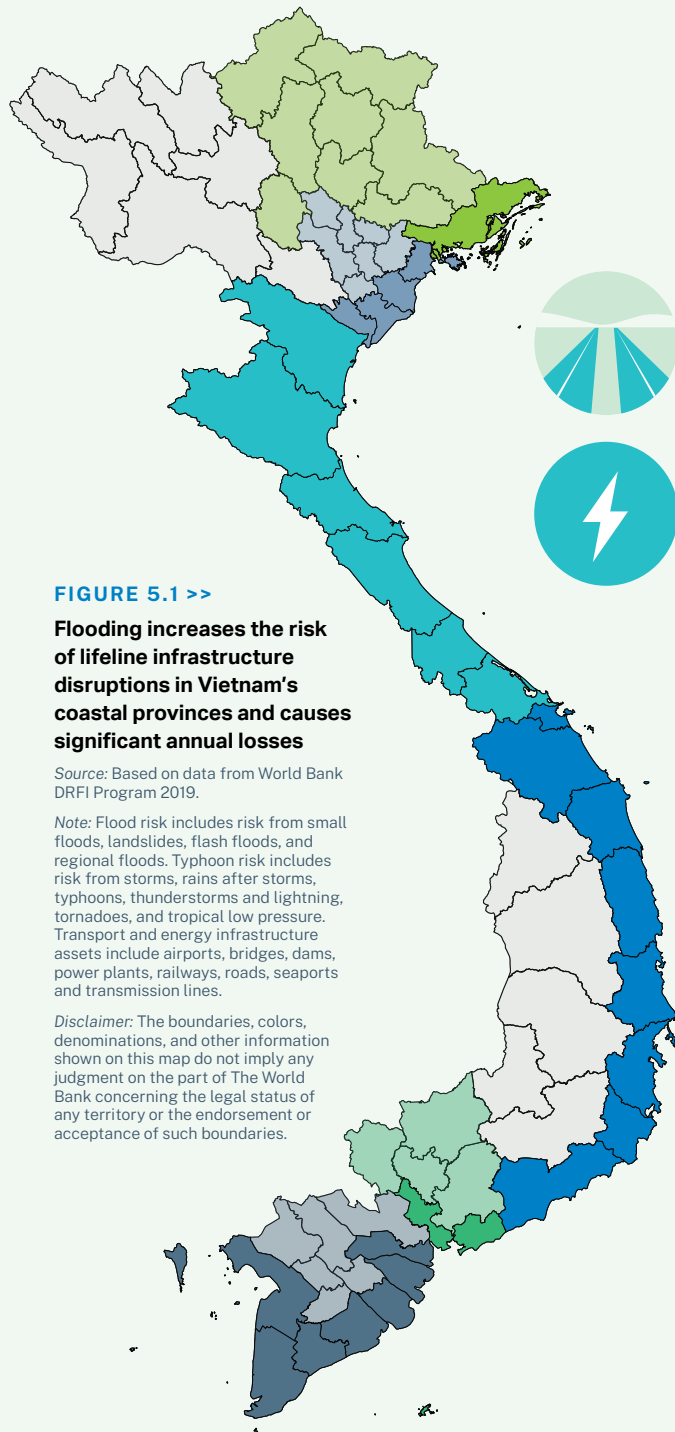 FIGURE 5.1 >>
Flooding increases the risk
of lifeline infrastructure
disruptions in Vietnam's
coastal provinces and causes
significant annual losses
Source: Based on data from World Bank
DRFI Program 2019.
Note: Flood risk includes risk from small
floods, landslides, flash floods, and
regional floods. Typhoon risk includes
risk from storms, rains after storms,
typhoons, thunderstorms and lightning,
tornadoes, and tropical low pressure.
Transport and energy infrastructure
assets include airports, bridges, dams,
power plants, railways, roads, seaports
and transmission lines.
Disclaimer: The boundaries, colors,
denominations, and other information
shown on this map do not imply any
judgment on the part of The World
Bank concerning the legal status of
any territory or the endorsement or
acceptance of such boundaries.